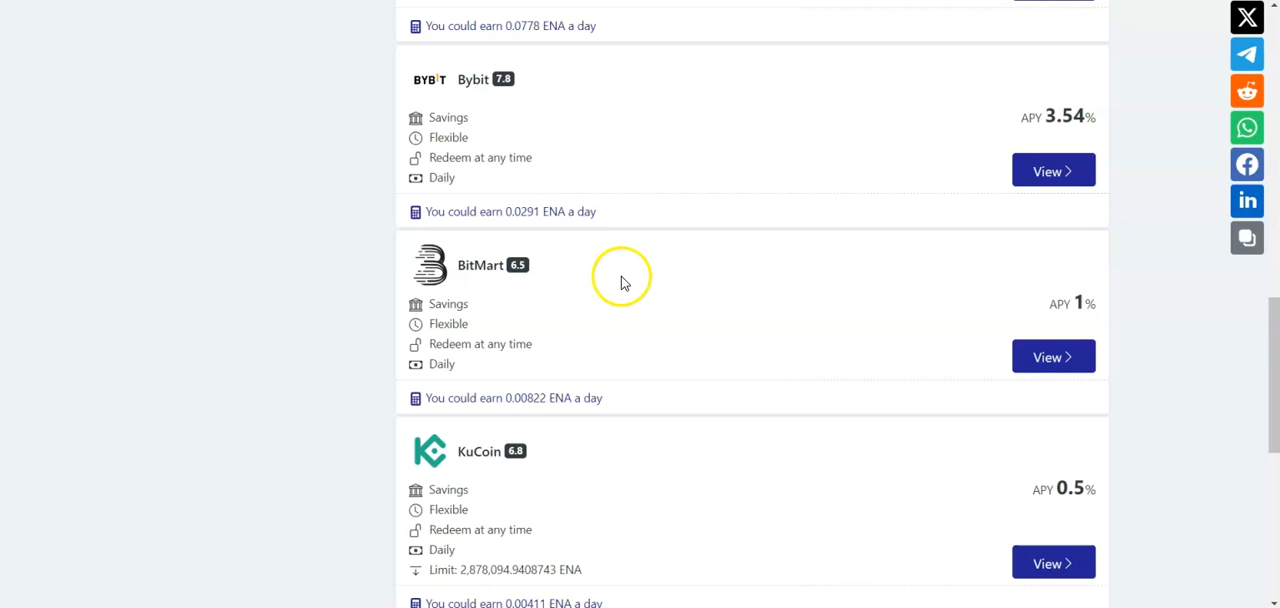 You could earn 0.0778 ENA a day
BYBIT Bybit 7.8
Savings
APY 3.54%
Flexible
Redeem at any time
View
Daily
You could earn 0.0291 ENA a day
BitMart 6.5
Savings
APY 1%
Flexible
Redeem at any time
View
Daily
You could earn 0.00822 ENA a day
KuCoin 6.8
Savings
APY 0.5%
Flexible
Redeem at any time
Daily
View
Limit: 2,878,094.9408743 ENA
You could earn 0.00411 ENA a day